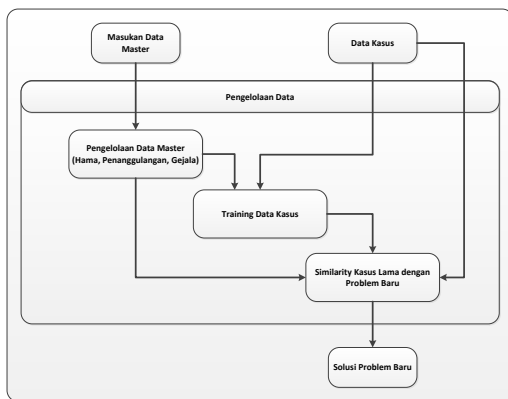 Masukan Data
Master
Data Kasus
Pengelolaan Data
Pengelolaan Data Master
(Hama, Penanggulangan, Gejala)
Training Data Kasus
Similarity Kasus Lama dengan
Problem Baru
Solusi Problem Baru